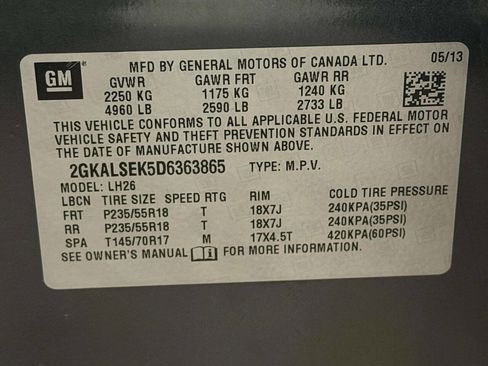 GM
MFD BY GENERAL MOTORS OF CANADA LTD. 05/13
GVWR GAWR FRT GAWR RR
2250 KG 1175 KG 1240 KG
4960 LB 2590 LB 2733 LB
THIS VEHICLE CONFORMS TO ALL APPLICABLE U.S. FEDERAL MOTOR
VEHICLE SAFETY AND THEFT PREVENTION STANDARDS IN EFFECT ON THE
DATE OF MANUFACTURE SHOWN ABOVE.
2GKALSEK5D6363865 TYPE: M.P.V.
MODEL: LH26
LBCN TIRE SIZE SPEED RTG RIM COLD TIRE PRESSURE
FRT P235/55R18 T 18X7J 240KPA(35PSI)
RR P235/55R18 T 18X7J 240KPA(35PSI)
SPA T145/70R17 M 17X4.5T 420KPA(60PSI)
SEE OWNER'S MANUAL i FOR MORE INFORMATION.